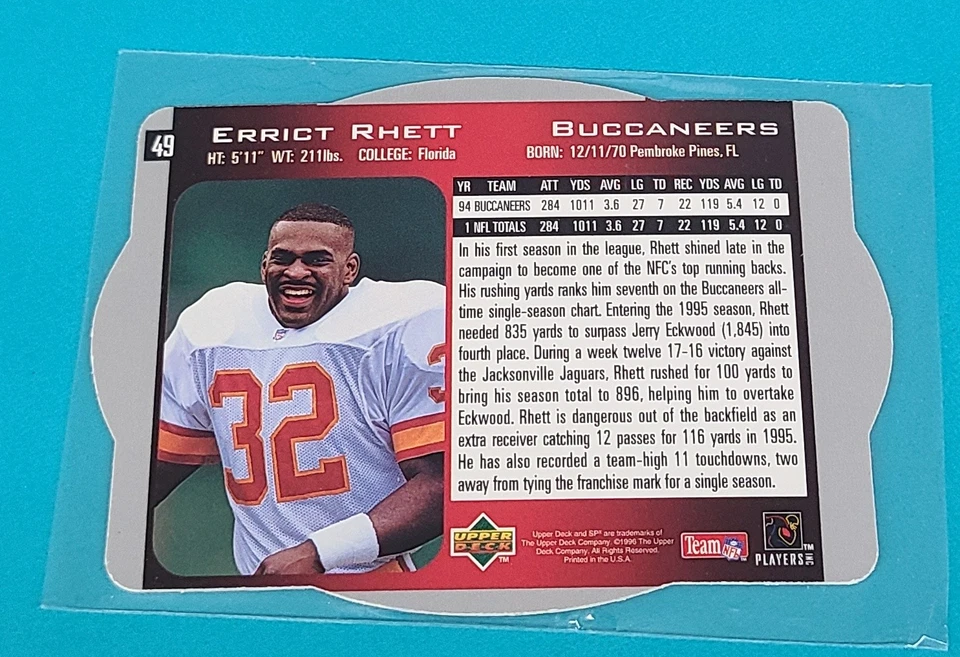 49
ERRICT RHETT
BUCCANEERS
HT: 5'11" WT: 211lbs. COLLEGE: Florida
BORN: 12/11/70 Pembroke Pines, FL
YR TEAM ATT YDS AVG LG TD REC YDS AVG LG TD
94 BUCCANEERS 284 1011 3.6 27 7 22 119 5.4 12 0
1 NFL TOTALS 284 1011 3.6 27 7 22 119 5.4 12 0
In his first season in the league, Rhett shined late in the
campaign to become one of the NFC's top running backs.
His rushing yards ranks him seventh on the Buccaneers all-
time single-season chart. Entering the 1995 season, Rhett
needed 835 yards to surpass Jerry Eckwood (1,845) into
fourth place. During a week twelve 17-16 victory against
the Jacksonville Jaguars, Rhett rushed for 100 yards to
bring his season total to 896, helping him to overtake
Eckwood. Rhett is dangerous out of the backfield as an
extra receiver catching 12 passes for 116 yards in 1995.
He has also recorded a team-high 11 touchdowns, two
away from tying the franchise mark for a single season.
32
3
UPPER
DECK
TM
Upper Deck and SP® are trademarks of
The Upper Deck Company. ©1996 The Upper
Deck Company. All Rights Reserved.
Printed in the U.S.A.
Team NFL
TM
PLAYERS INC
TM